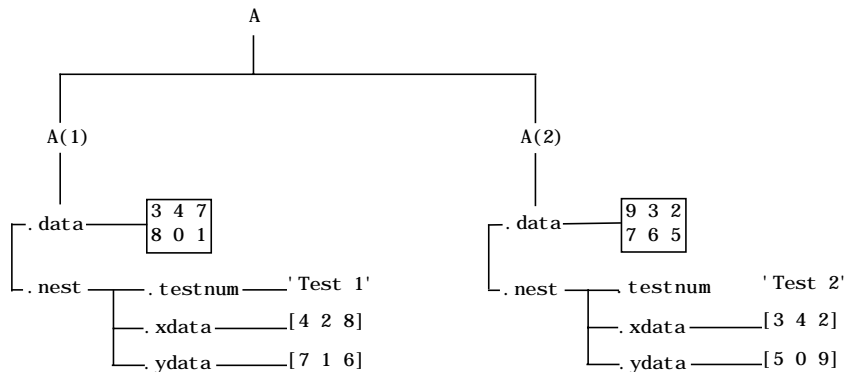 A
A(1) A(2)
.data 3 4 7 .data 9 3 2
8 0 1 7 6 5
.nest .testnum 'Test 1' .nest .testnum 'Test 2'
.xdata [4 2 8] .xdata [3 4 2]
.ydata [7 1 6] .ydata [5 0 9]